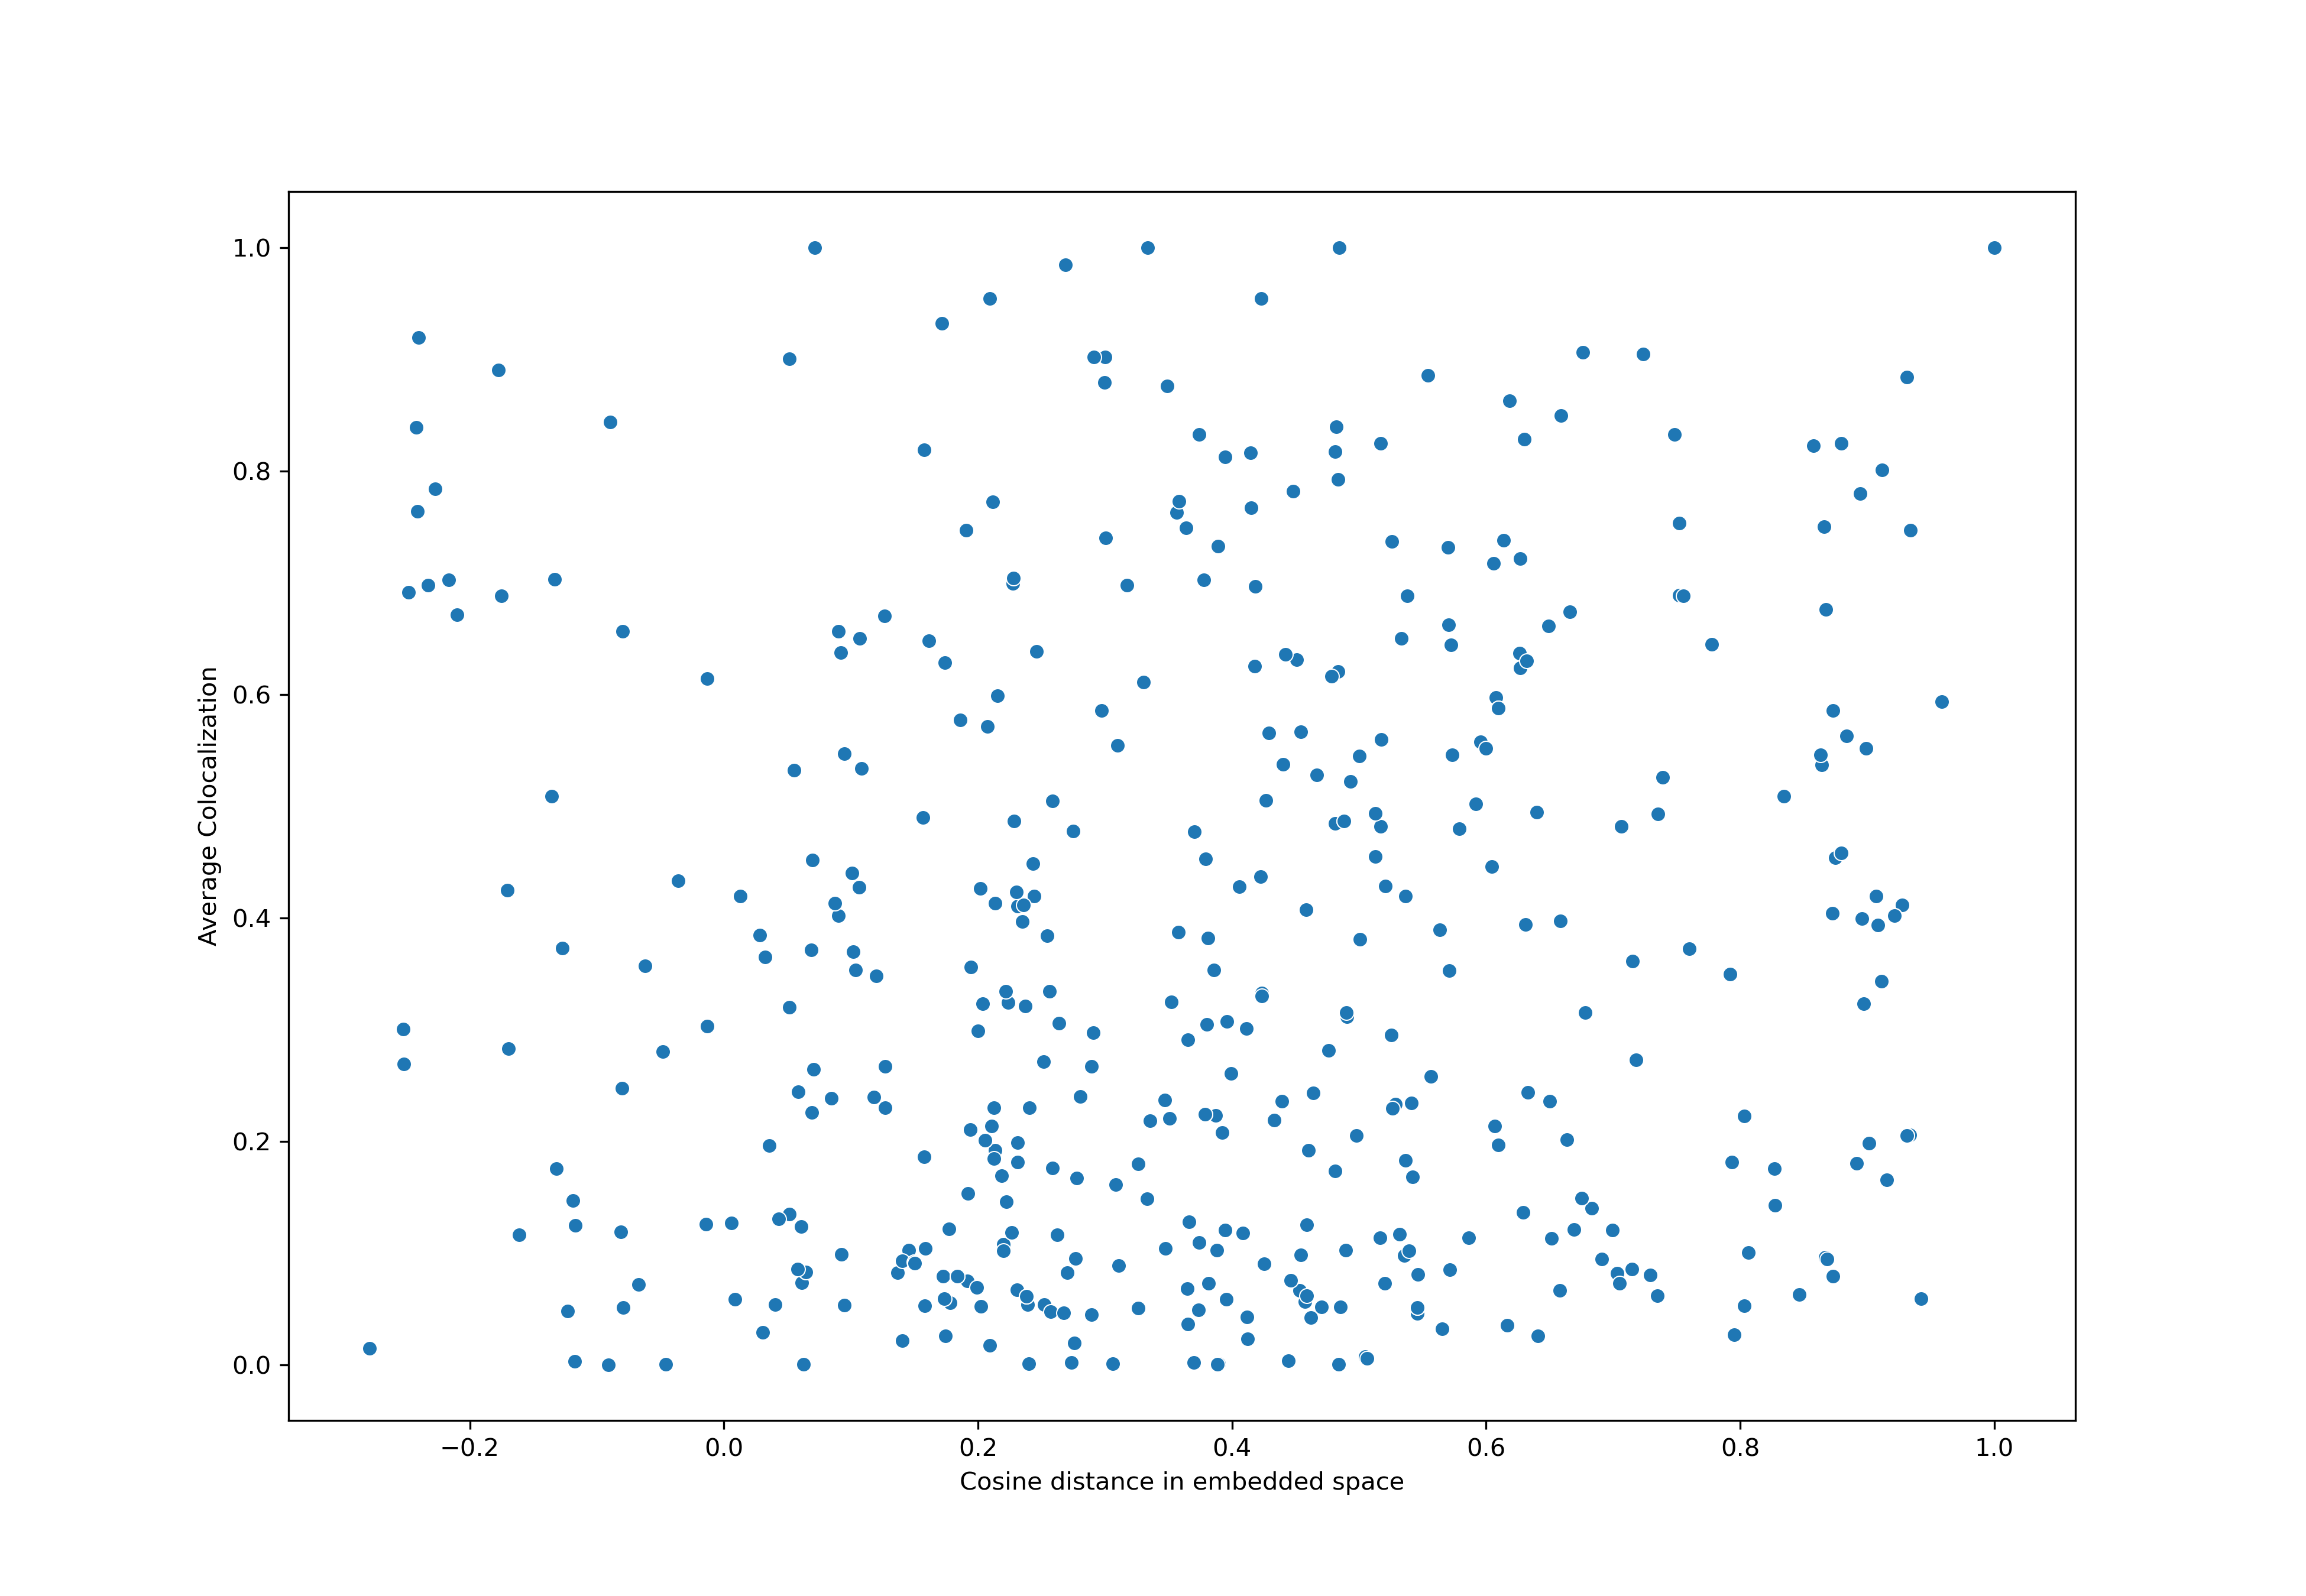 1.0
0.8
0.6
0.4
0.2
0.0
Average Colocalization
−0.2 0.0 0.2 0.4 0.6 0.8 1.0
Cosine distance in embedded space